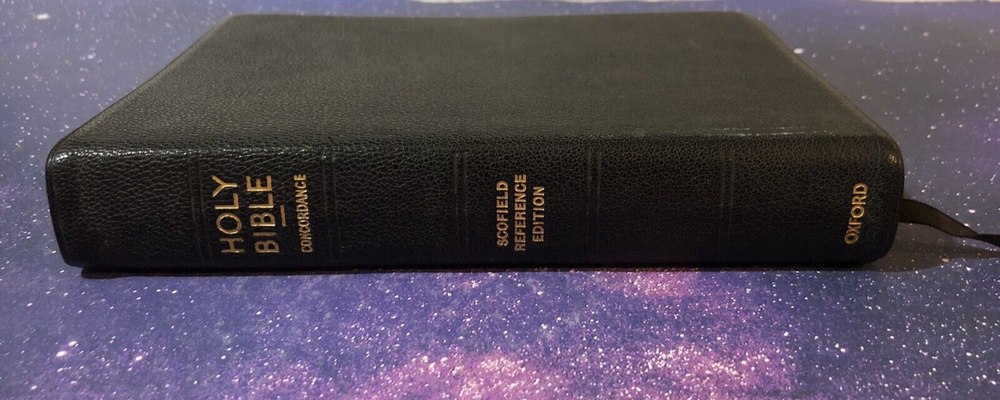 HOLY
BIBLE
CONCORDANCE
SCOFIELD
REFERENCE
EDITION
OXFORD